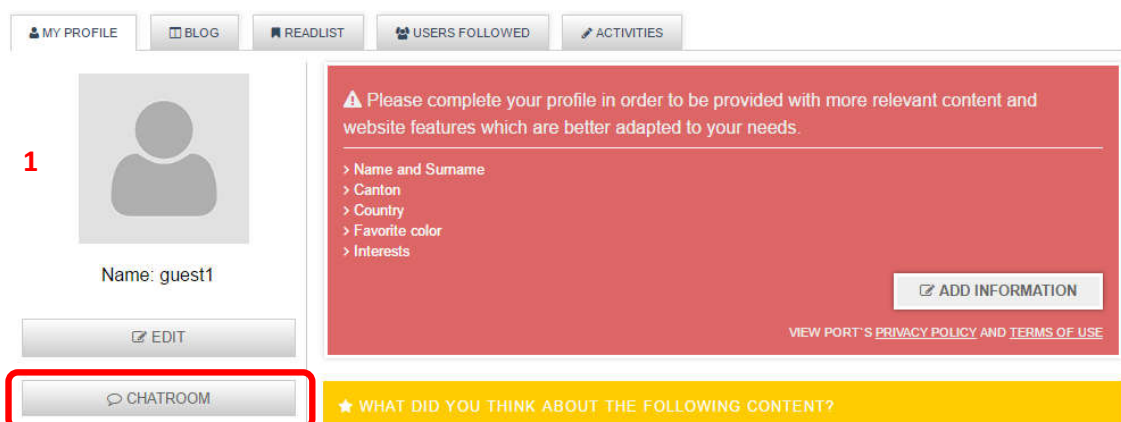 MY PROFILE BLOG READLIST USERS FOLLOWED ACTIVITIES
1
Name: guest1
EDIT
CHATROOM
Please complete your profile in order to be provided with more relevant content and
website features which are better adapted to your needs.
> Name and Surname
> Canton
> Country
> Favorite color
> Interests
ADD INFORMATION
VIEW PORT'S PRIVACY POLICY AND TERMS OF USE
WHAT DID YOU THINK ABOUT THE FOLLOWING CONTENT?